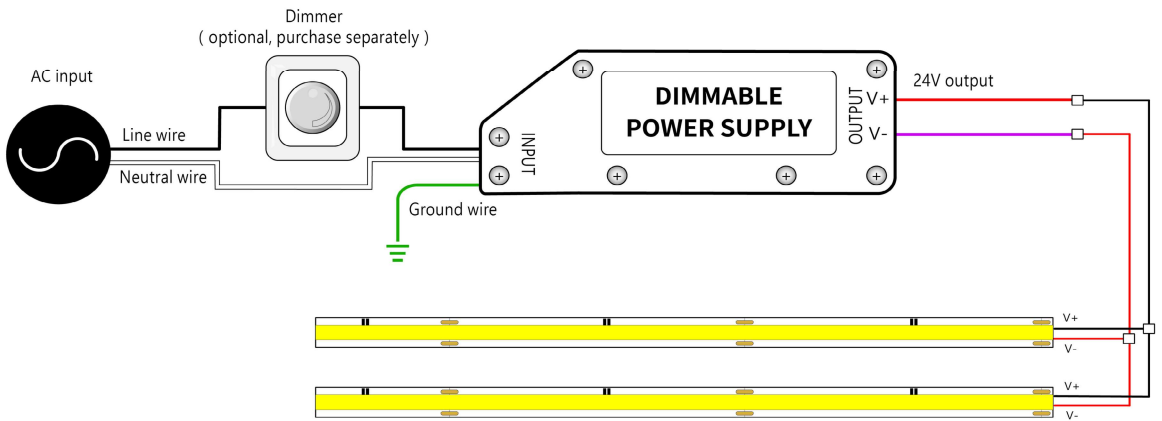 Dimmer
( optional, purchase separately )
AC input
Line wire
Neutral wire
Ground wire
INPUT
DIMMABLE
POWER SUPPLY
OUTPUT
V+
V-
24V output
V+
V-
V+
V-